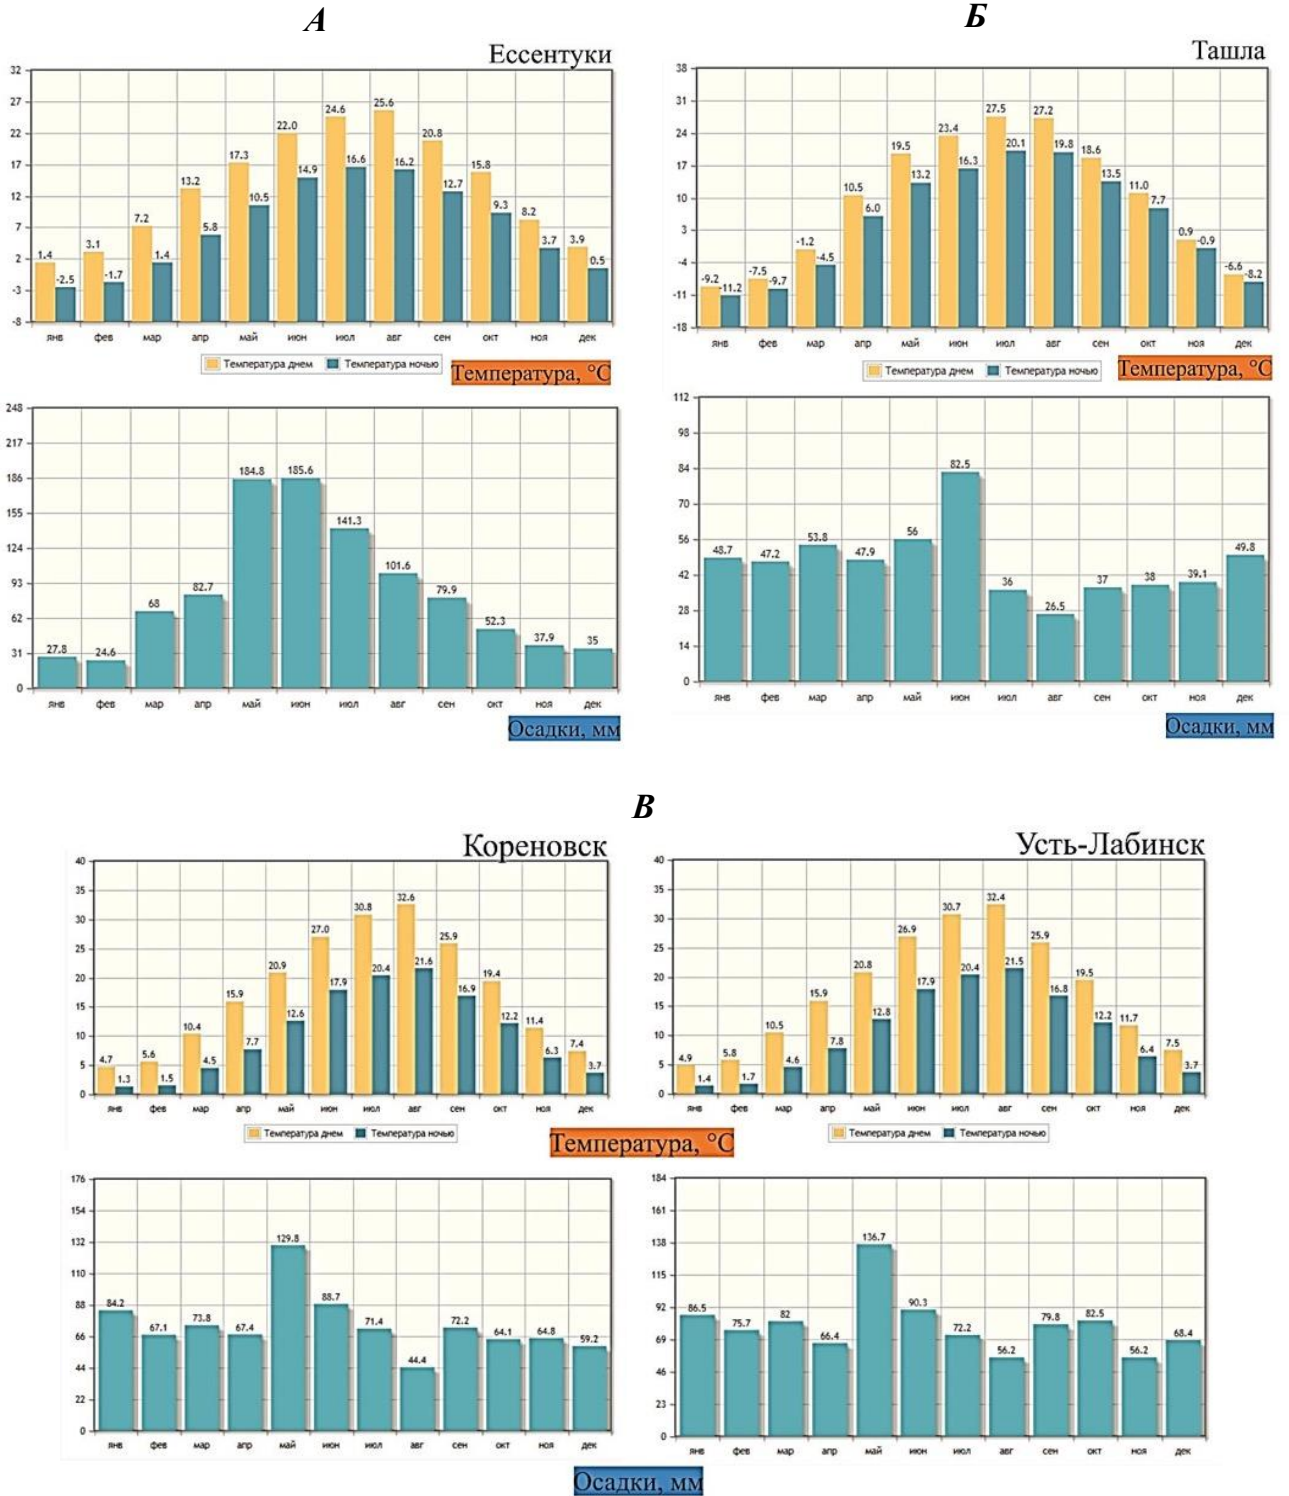 А
Ессентуки
32
27
22
17
12
7
2
-3
-8
1.4 -2.5 3.1 -1.7 7.2 1.4 13.2 5.8 17.3 10.5 22.0 14.9 24.6 16.6 25.6 16.2 20.8 12.7 15.8 9.3 8.2 3.7 3.9 0.5
янв фев мар апр май июн июл авг сен окт ноя дек
Температура днем Температура ночью
Температура, °С
248
217
186
155
124
93
62
31
0
27.8 24.6 68 82.7 184.8 185.6 141.3 101.6 79.9 52.3 37.9 35
янв фев мар апр май июн июл авг сен окт ноя дек
Осадки, мм
Б
Ташла
38
31
24
17
10
3
-4
-11
-18
-9.2 -11.2 -7.5 -9.7 -1.2 -4.5 10.5 6.0 19.5 13.2 23.4 16.3 27.5 20.1 27.2 19.8 18.6 13.5 11.0 7.7 0.9 -0.9 -6.6 -8.2
янв фев мар апр май июн июл авг сен окт ноя дек
Температура днем Температура ночью
Температура, °С
112
98
84
70
56
42
28
14
0
48.7 47.2 53.8 47.9 56 82.5 36 26.5 37 38 39.1 49.8
янв фев мар апр май июн июл авг сен окт ноя дек
Осадки, мм
В
Кореновск
40
35
30
25
20
15
10
5
0
4.7 1.3 5.6 1.5 10.4 4.5 15.9 7.7 20.9 12.6 27.0 17.9 30.8 20.4 32.6 21.6 25.9 16.9 19.4 12.2 11.4 6.3 7.4 3.7
янв фев мар апр май июн июл авг сен окт ноя дек
Температура днем Температура ночью
Усть-Лабинск
40
35
30
25
20
15
10
5
0
4.9 1.4 5.8 1.7 10.5 4.6 15.9 7.8 20.8 12.8 26.9 17.9 30.7 20.4 32.4 21.5 25.9 16.8 19.5 12.2 11.7 6.4 7.5 3.7
янв фев мар апр май июн июл авг сен окт ноя дек
Температура днем Температура ночью
Температура, °С
176
154
132
110
88
66
44
22
0
84.2 67.1 73.8 67.4 129.8 88.7 71.4 44.4 72.2 64.1 64.8 59.2
янв фев мар апр май июн июл авг сен окт ноя дек
184
161
138
115
92
69
46
23
0
86.5 75.7 82 66.4 136.7 90.3 72.2 56.2 79.8 82.5 56.2 68.4
янв фев мар апр май июн июл авг сен окт ноя дек
Осадки, мм